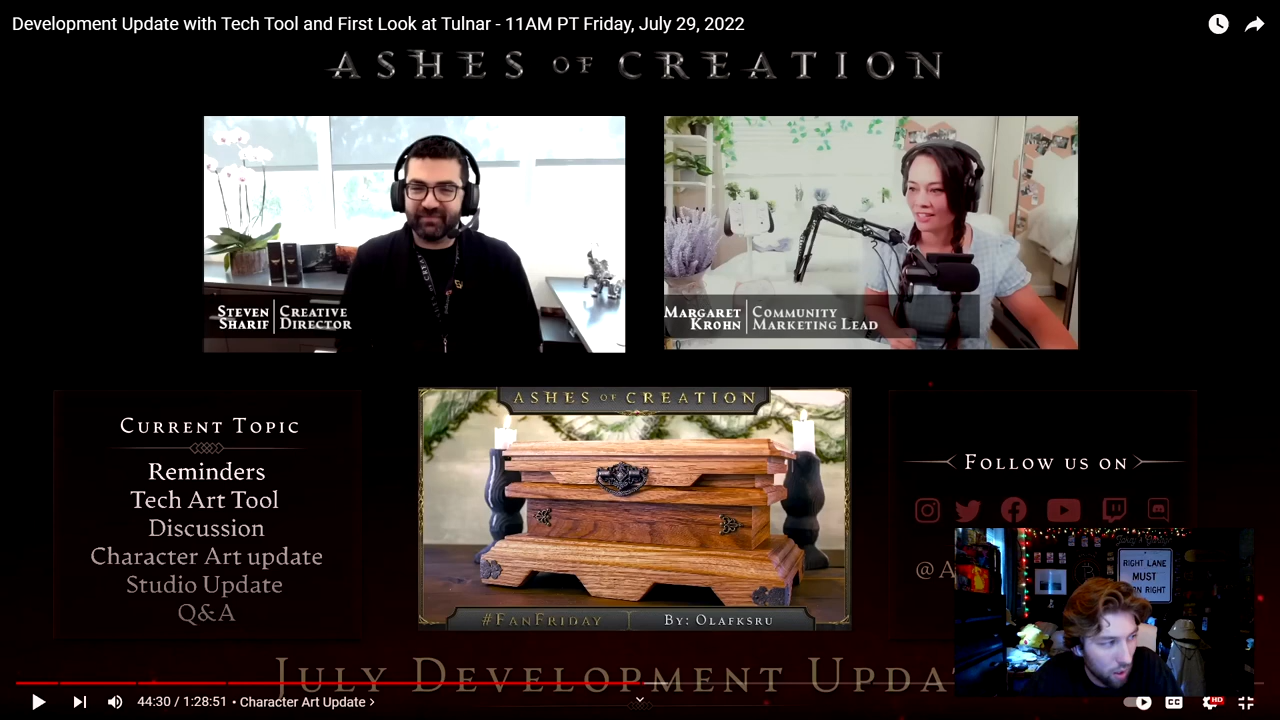 Development Update with Tech Tool and First Look at Tulnar - 11AM PT Friday, July 29, 2022
ASHES OF CREATION
STEVEN SHARIF
CREATIVE DIRECTOR
MARGARET KROHN
COMMUNITY MARKETING LEAD
CURRENT TOPIC
Reminders
Tech Art Tool
Discussion
Character Art update
Studio Update
Q&A
ASHES OF CREATION
#FANFRIDAY
BY: OLAFKSRU
FOLLOW US ON
@A
RIGHT LANE
MUST
RIGHT
JULY DEVELOPMENT UPDA
44:30 / 1:28:51 • Character Art Update >
CC
HD